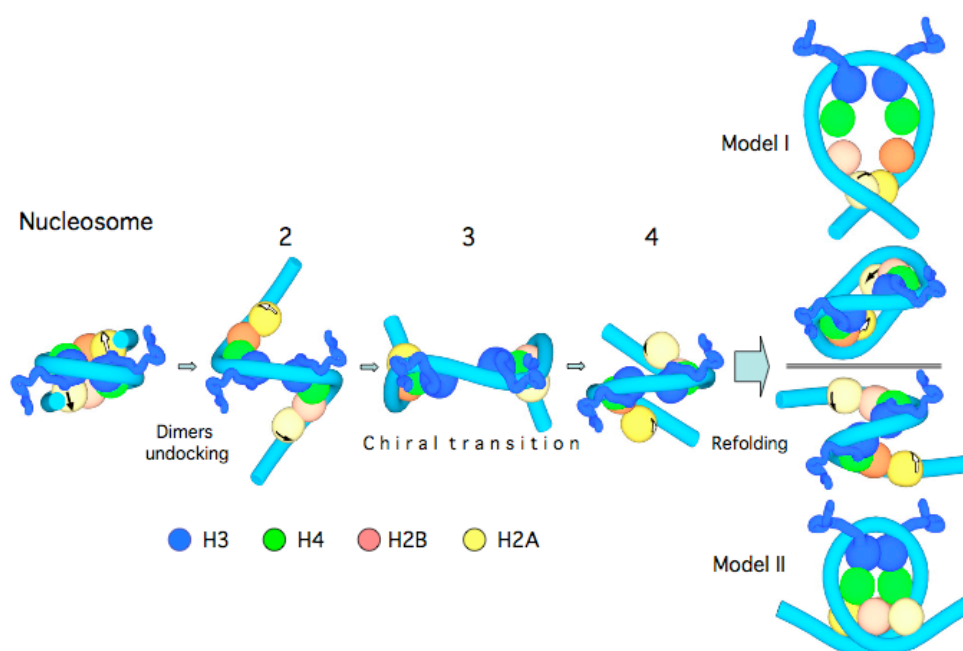 Model I
Nucleosome
2
3
4
Dimers
undocking
Chiral transition
Refolding
H3
H4
H2B
H2A
Model II